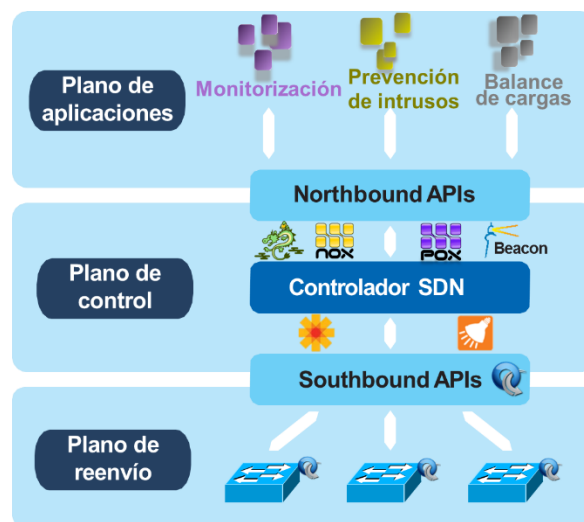 Plano de
aplicaciones
Monitorización
Prevención
de intrusos
Balance
de cargas
Northbound APIs
nox
pox
Beacon
Plano de
control
Controlador SDN
Southbound APIs
Plano de
reenvío